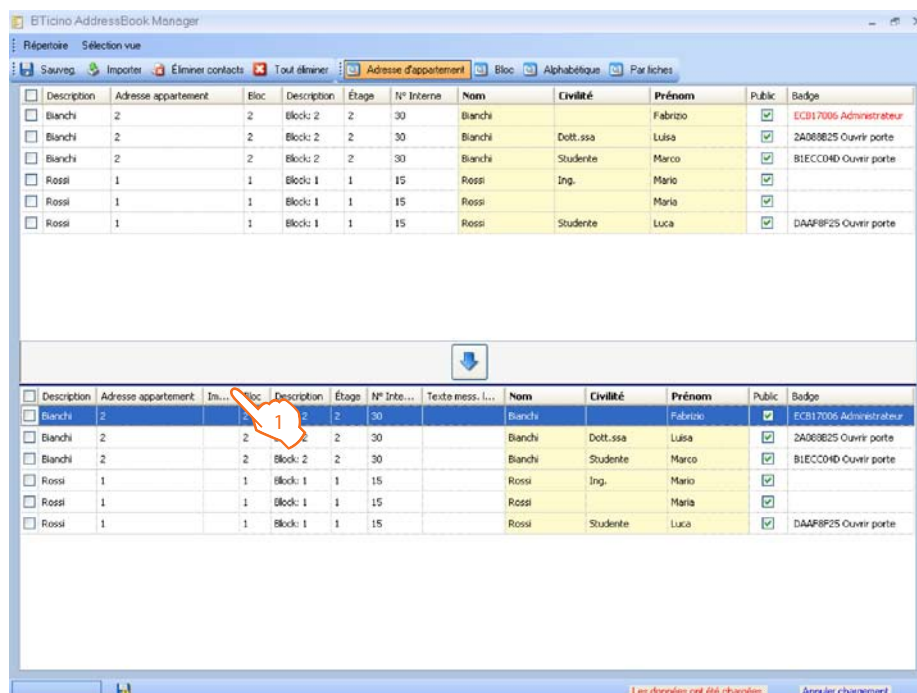 BTicino AddressBook Manager
Répertoire Sélection vue
Sauveg. Importer Éliminer contacts Tout éliminer Adresse d'appartement Bloc Alphabétique Par fiches
Description Adresse appartement Bloc Description Étage N° Interne Nom Civilité Prénom Public Badge
Bianchi 2 2 Block: 2 2 30 Bianchi Fabrizio ECB17006 Administrateur
Bianchi 2 2 Block: 2 2 30 Bianchi Dott.ssa Luisa 2A088B25 Ouvrir porte
Bianchi 2 2 Block: 2 2 30 Bianchi Studente Marco B1ECC04D Ouvrir porte
Rossi 1 1 Block: 1 1 15 Rossi Ing. Mario
Rossi 1 1 Block: 1 1 15 Rossi Maria
Rossi 1 1 Block: 1 1 15 Rossi Studente Luca DAAF8F25 Ouvrir porte
Description Adresse appartement Im... Bloc Description Étage N° Inte... Texte mess. I... Nom Civilité Prénom Public Badge
1
Bianchi 2 2 2 2 30 Bianchi Fabrizio ECB17006 Administrateur
Bianchi 2 2 2 2 30 Bianchi Dott.ssa Luisa 2A088B25 Ouvrir porte
Bianchi 2 2 Block: 2 2 30 Bianchi Studente Marco B1ECC04D Ouvrir porte
Rossi 1 1 Block: 1 1 15 Rossi Ing. Mario
Rossi 1 1 Block: 1 1 15 Rossi Maria
Rossi 1 1 Block: 1 1 15 Rossi Studente Luca DAAF8F25 Ouvrir porte
Les données ont été chargées Annuler chargement